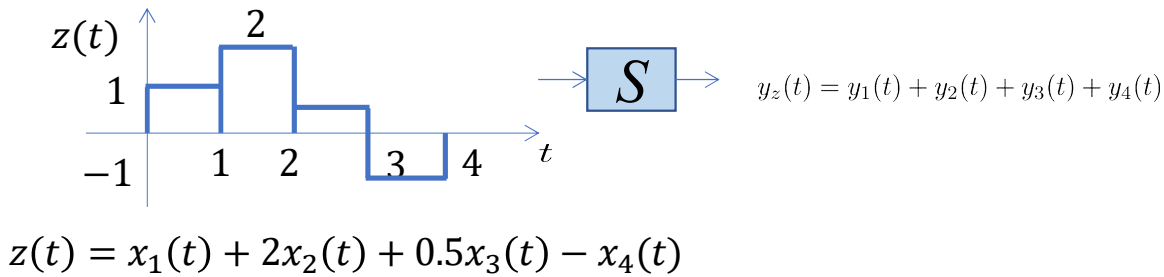 z(t)
2
1
S
y_z(t) = y_1(t) + y_2(t) + y_3(t) + y_4(t)
−1
1
2
3
4
t
z(t) = x_1(t) + 2x_2(t) + 0.5x_3(t) − x_4(t)